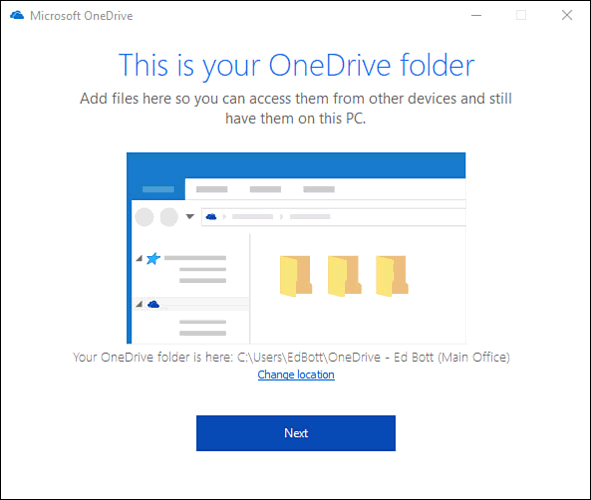 Microsoft OneDrive
This is your OneDrive folder
Add files here so you can access them from other devices and still
have them on this PC.
Your OneDrive folder is here: C:\Users\EdBott\OneDrive - Ed Bott (Main Office)
Change location
Next